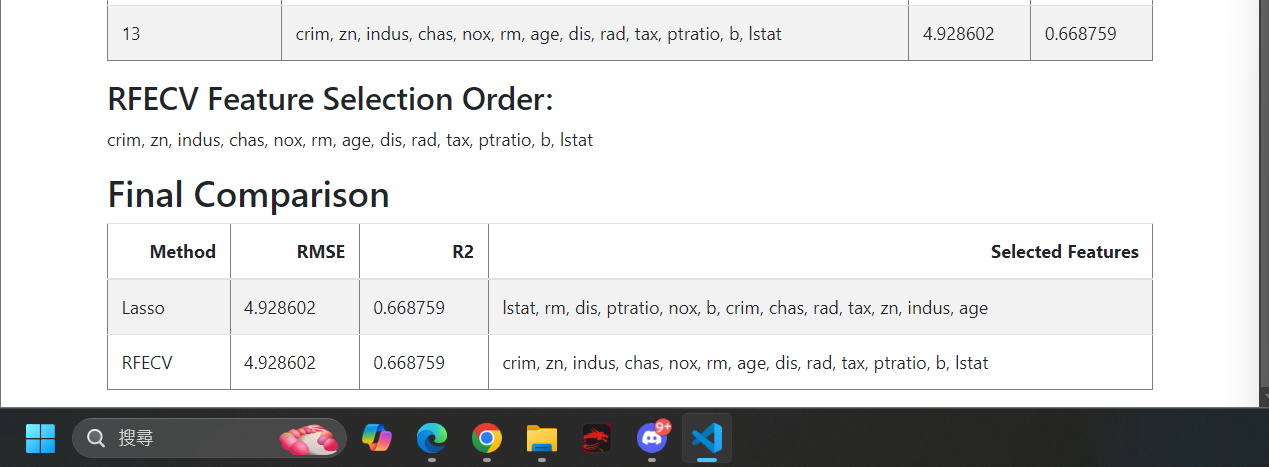 13 crim, zn, indus, chas, nox, rm, age, dis, rad, tax, ptratio, b, lstat 4.928602 0.668759
RFECV Feature Selection Order:
crim, zn, indus, chas, nox, rm, age, dis, rad, tax, ptratio, b, lstat
Final Comparison
Method RMSE R2 Selected Features
Lasso 4.928602 0.668759 lstat, rm, dis, ptratio, nox, b, crim, chas, rad, tax, zn, indus, age
RFECV 4.928602 0.668759 crim, zn, indus, chas, nox, rm, age, dis, rad, tax, ptratio, b, lstat
搜尋 9+